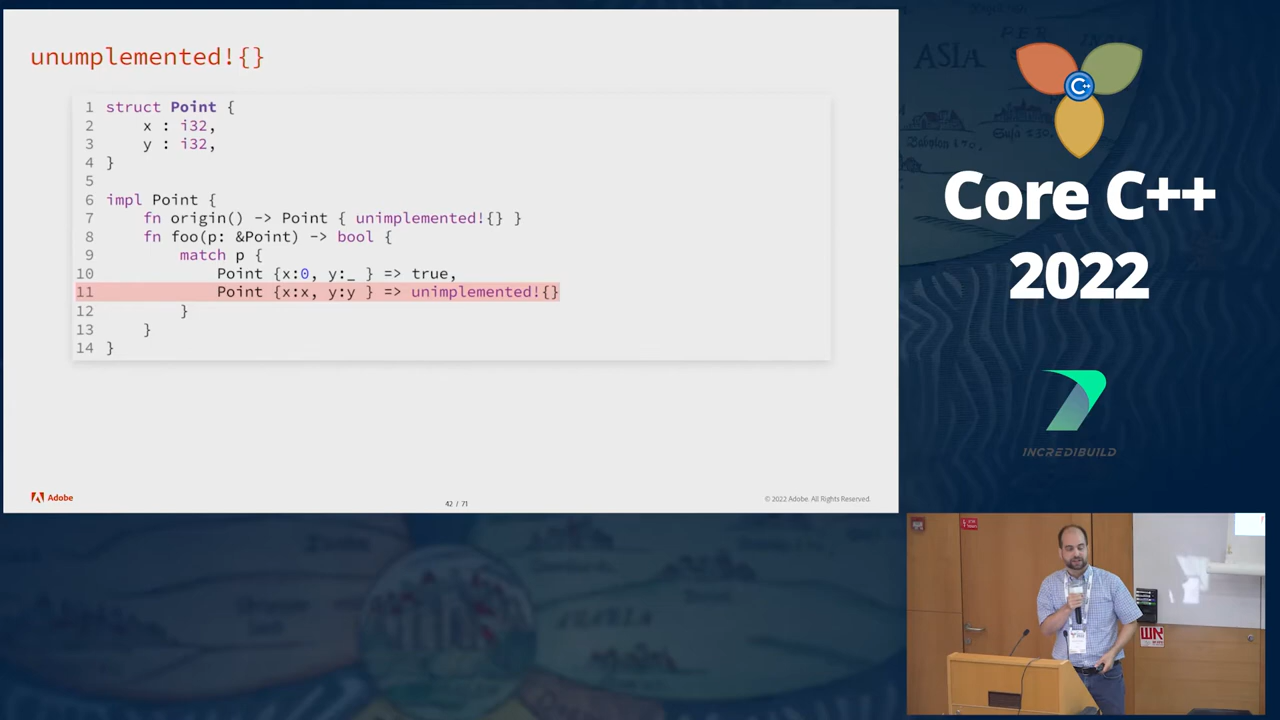 unumplemented!{}
1 struct Point {
2 x : i32,
3 y : i32,
4 }
5
6 impl Point {
7 fn origin() -> Point { unimplemented!{} }
8 fn foo(p: &Point) -> bool {
9 match p {
10 Point {x:0, y:_ } => true,
11 Point {x:x, y:y } => unimplemented!{}
12 }
13 }
14 }
Adobe
42 / 71
© 2022 Adobe. All Rights Reserved.
ASIA
C++
Core C++
2022
INCREDIBUILD
אש